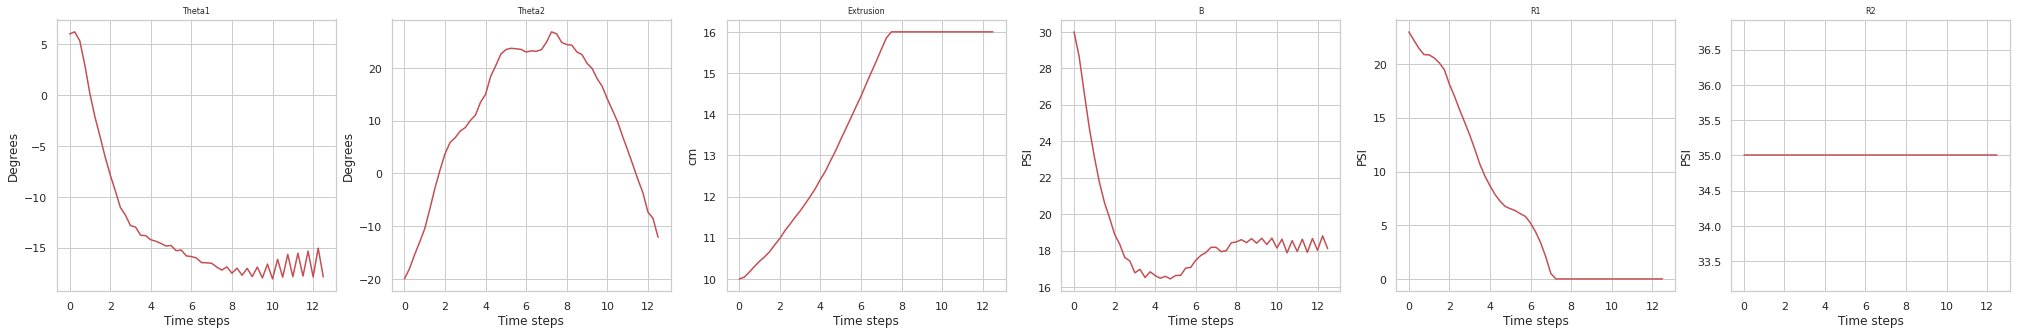 Theta1
5
0
−5
−10
−15
Degrees
0 2 4 6 8 10 12
Time steps
Theta2
20
10
0
−10
−20
Degrees
0 2 4 6 8 10 12
Time steps
Extrusion
16
15
14
13
12
11
10
cm
0 2 4 6 8 10 12
Time steps
B
30
28
26
24
22
20
18
16
PSI
0 2 4 6 8 10 12
Time steps
R1
20
15
10
5
0
PSI
0 2 4 6 8 10 12
Time steps
R2
36.5
36.0
35.5
35.0
34.5
34.0
33.5
PSI
0 2 4 6 8 10 12
Time steps